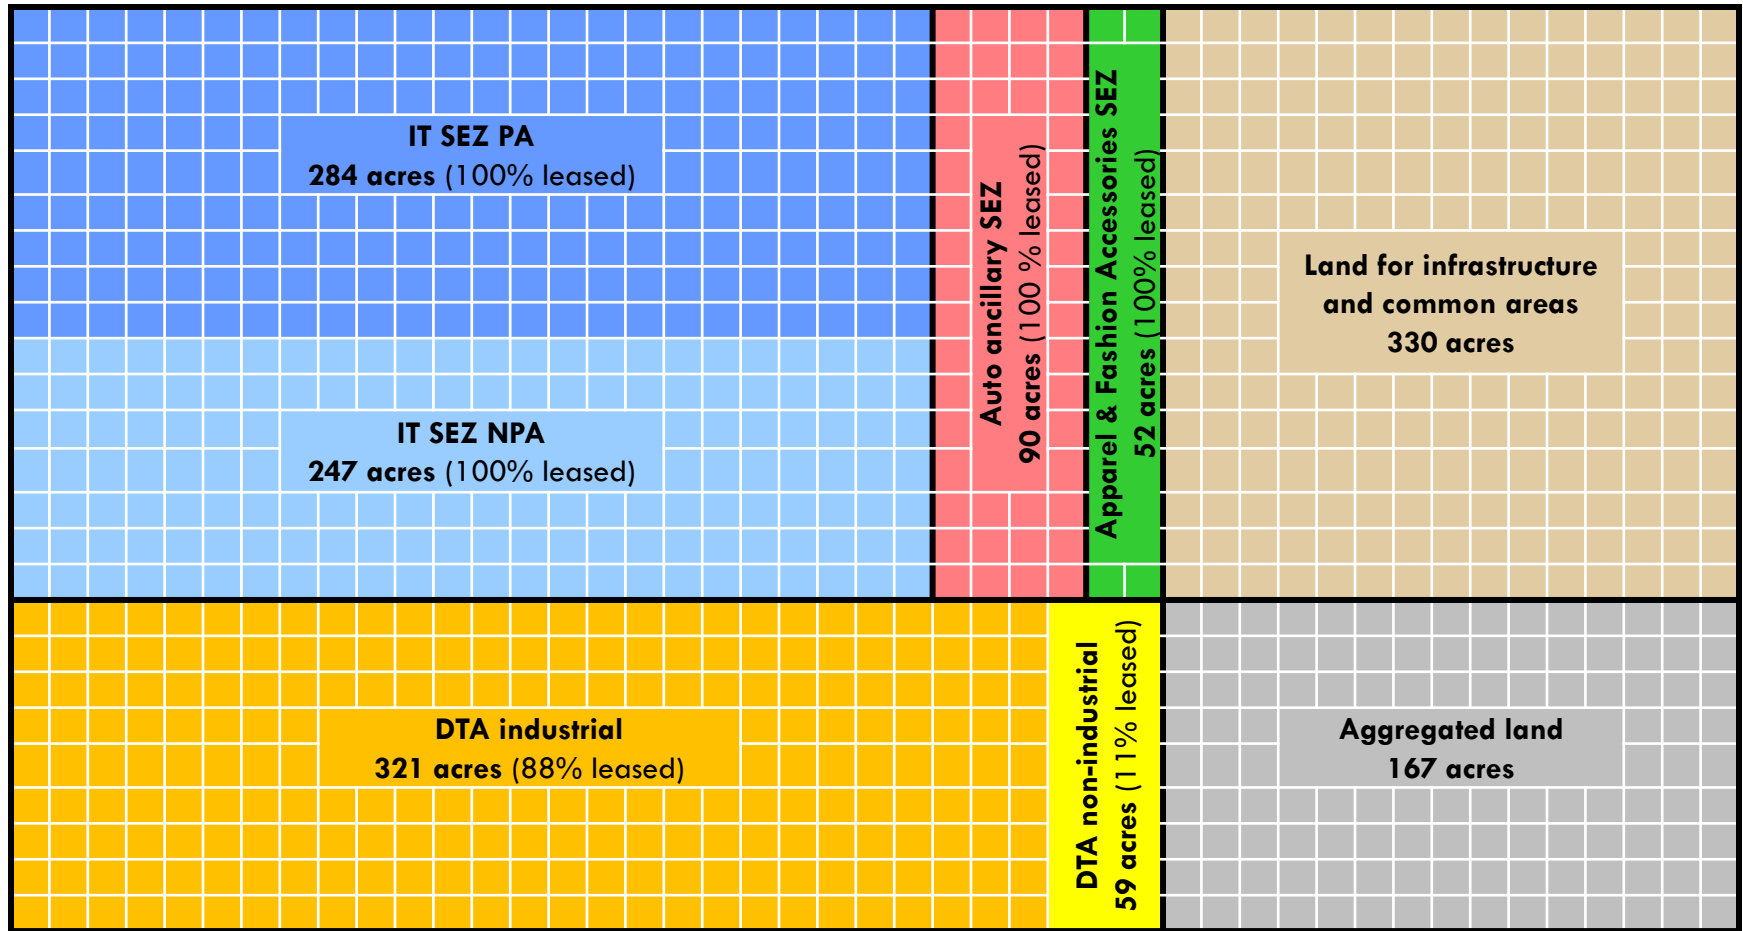 IT SEZ PA
284 acres (100% leased)
IT SEZ NPA
247 acres (100% leased)
Auto ancillary SEZ
90 acres (100 % leased)
Apparel & Fashion Accessories SEZ
52 acres (100% leased)
Land for infrastructure
and common areas
330 acres
DTA industrial
321 acres (88% leased)
DTA non-industrial
59 acres (11% leased)
Aggregated land
167 acres